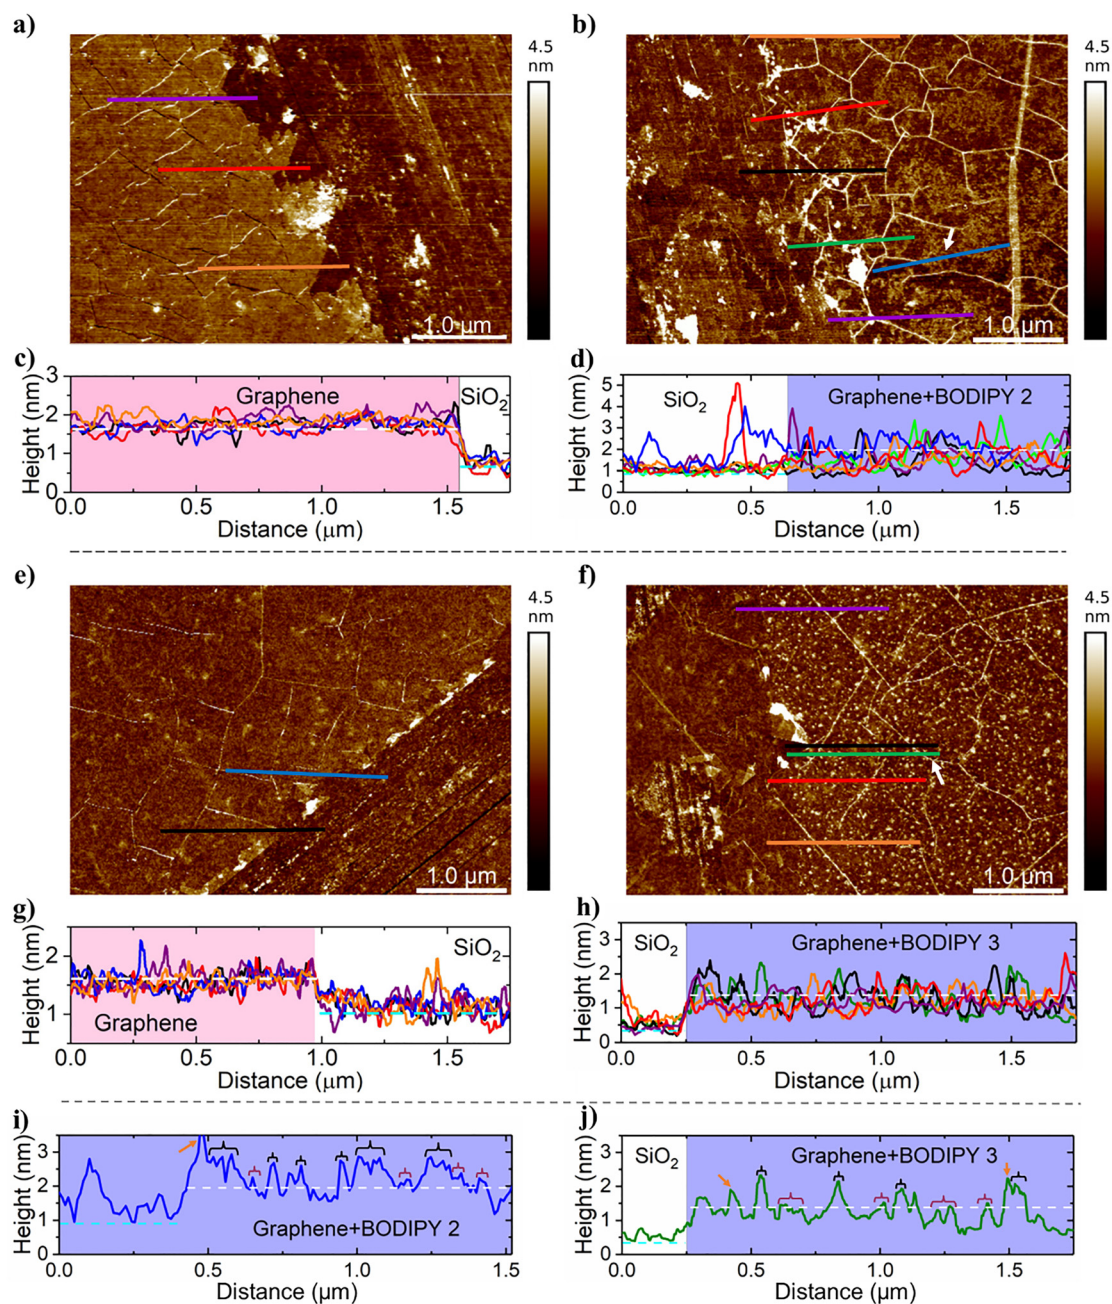 a)
4.5
nm
1.0 μm
b)
4.5
nm
1.0 μm
c)
Height (nm)
3
2
1
0
Graphene
SiO2
0.0 0.5 1.0 1.5
Distance (μm)
d)
Height (nm)
5
4
3
2
1
0
SiO2
Graphene+BODIPY 2
0.0 0.5 1.0 1.5
Distance (μm)
e)
4.5
nm
1.0 μm
f)
4.5
nm
1.0 μm
g)
Height (nm)
2
1
0
Graphene
SiO2
0.0 0.5 1.0 1.5
Distance (μm)
h)
Height (nm)
3
2
1
0
SiO2
Graphene+BODIPY 3
0.0 0.5 1.0 1.5
Distance (μm)
i)
Height (nm)
3
2
1
0
Graphene+BODIPY 2
0.0 0.5 1.0 1.5
Distance (μm)
j)
Height (nm)
3
2
1
0
SiO2
Graphene+BODIPY 3
0.0 0.5 1.0 1.5
Distance (μm)